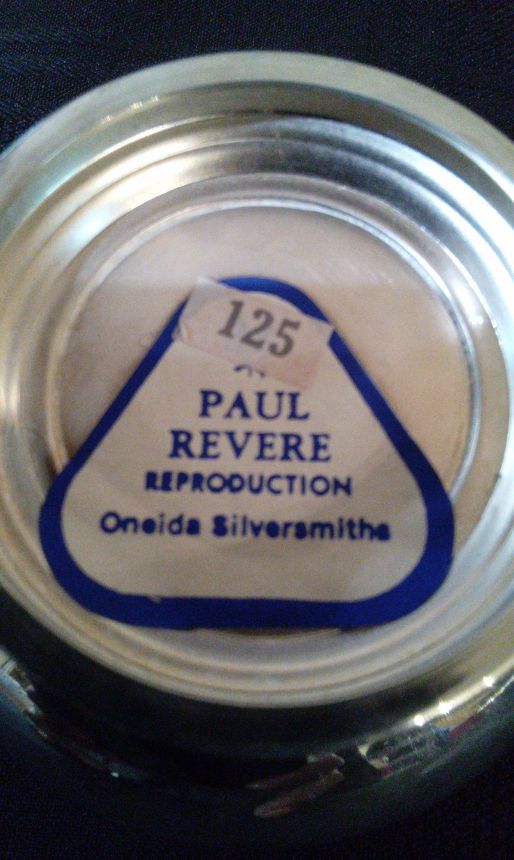 125
PAUL
REVERE
REPRODUCTION
Oneida Silversmiths